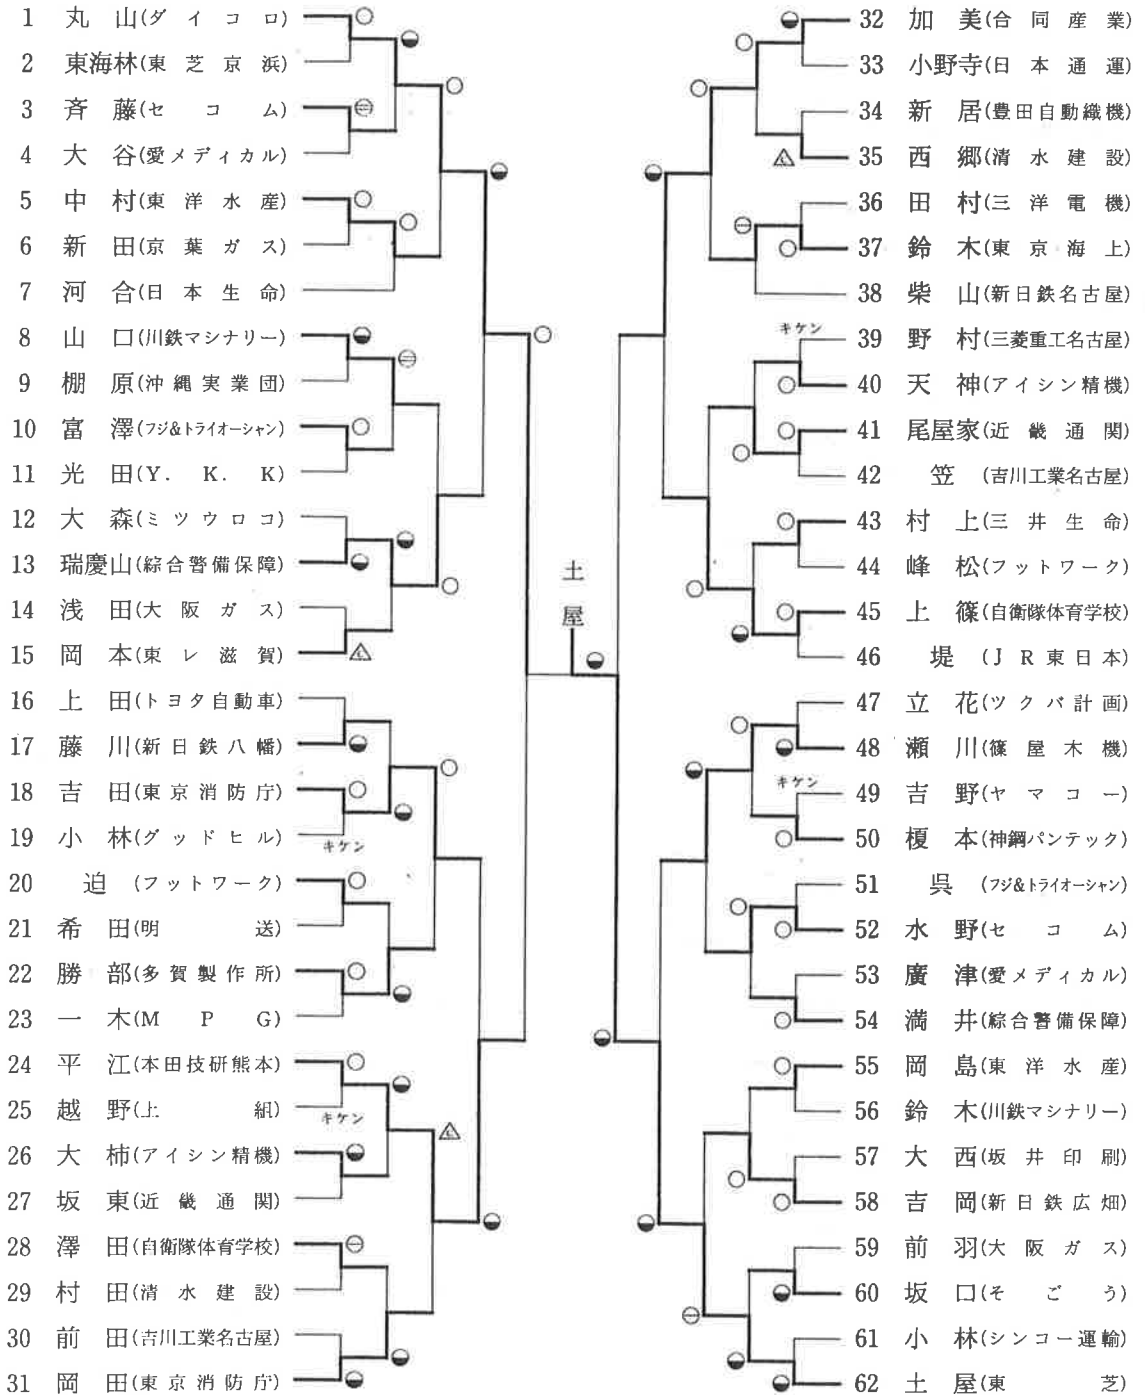 1 丸山(ダイコロ)
2 東海林(東芝京浜)
3 斉藤(セコム)
4 大谷(愛メディカル)
5 中村(東洋水産)
6 新田(京葉ガス)
7 河合(日本生命)
8 山口(川鉄マシナリー)
9 棚原(沖縄実業団)
10 富澤(フジ&トライオーシャン)
11 光田(Y.K.K)
12 大森(ミツウロコ)
13 瑞慶山(綜合警備保障)
14 浅田(大阪ガス)
15 岡本(東レ滋賀)
16 上田(トヨタ自動車)
17 藤川(新日鉄八幡)
18 吉田(東京消防庁)
19 小林(グッドヒル)
キケン
20 迫(フットワーク)
21 希田(明送)
22 勝部(多賀製作所)
23 一木(MPG)
24 平江(本田技研熊本)
25 越野(上組)
キケン
26 大柿(アイシン精機)
27 坂東(近畿通関)
28 澤田(自衛隊体育学校)
29 村田(清水建設)
30 前田(吉川工業名古屋)
31 岡田(東京消防庁)
土屋
32 加美(合同産業)
33 小野寺(日本通運)
34 新居(豊田自動織機)
35 西郷(清水建設)
36 田村(三洋電機)
37 鈴木(東京海上)
38 柴山(新日鉄名古屋)
キケン
39 野村(三菱重工名古屋)
40 天神(アイシン精機)
41 尾屋家(近畿通関)
42 笠(吉川工業名古屋)
43 村上(三井生命)
44 峰松(フットワーク)
45 上篠(自衛隊体育学校)
46 堤(JR東日本)
47 立花(ツクバ計画)
48 瀬川(篠屋木機)
キケン
49 吉野(ヤマコー)
50 榎本(神鋼パンテック)
51 呉(フジ&トライオーシャン)
52 水野(セコム)
53 廣津(愛メディカル)
54 満井(綜合警備保障)
55 岡島(東洋水産)
56 鈴木(川鉄マシナリー)
57 大西(坂井印刷)
58 吉岡(新日鉄広畑)
59 前羽(大阪ガス)
60 坂口(そごう)
61 小林(シンコー運輸)
62 土屋(東芝)